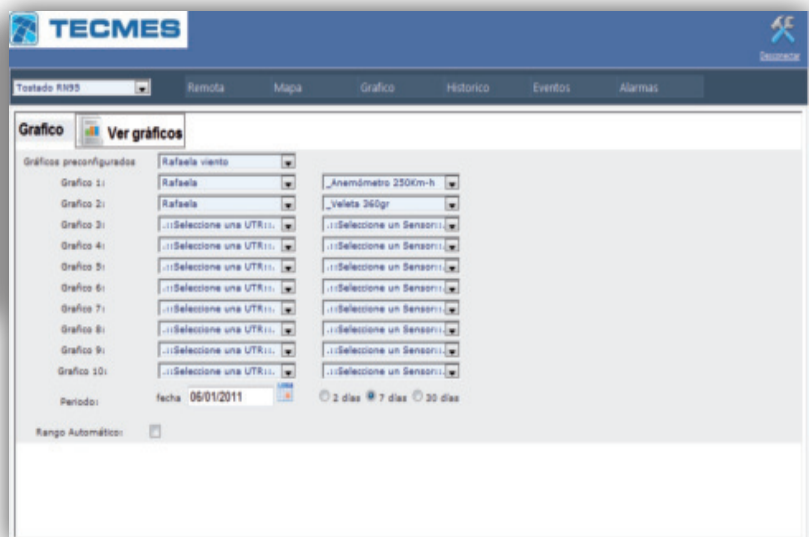 TECMES
Desconectar
Tostado RN95 Remota Mapa Grafico Historico Eventos Alarmas
Grafico Ver gráficos
Gráficos preconfigurados Rafaela viento
Grafico 1: Rafaela _Anemómetro 250Km-h
Grafico 2: Rafaela _Veleta 360gr
Grafico 3: .::Seleccione una UTR::. .::Seleccione un Sensor::.
Grafico 4: .::Seleccione una UTR::. .::Seleccione un Sensor::.
Grafico 5: .::Seleccione una UTR::. .::Seleccione un Sensor::.
Grafico 6: .::Seleccione una UTR::. .::Seleccione un Sensor::.
Grafico 7: .::Seleccione una UTR::. .::Seleccione un Sensor::.
Grafico 8: .::Seleccione una UTR::. .::Seleccione un Sensor::.
Grafico 9: .::Seleccione una UTR::. .::Seleccione un Sensor::.
Grafico 10: .::Seleccione una UTR::. .::Seleccione un Sensor::.
Periodo: fecha 06/01/2011 2 días 7 días 30 días
Rango Automático: